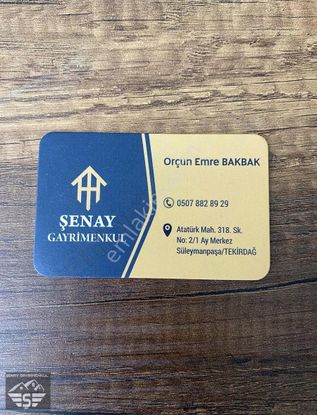 Orçun Emre BAKBAK
0507 882 89 29
Atatürk Mah. 318. Sk.
No: 2/1 Ay Merkez
Süleymanpaşa/TEKİRDAĞ
ŞENAY
GAYRİMENKUL